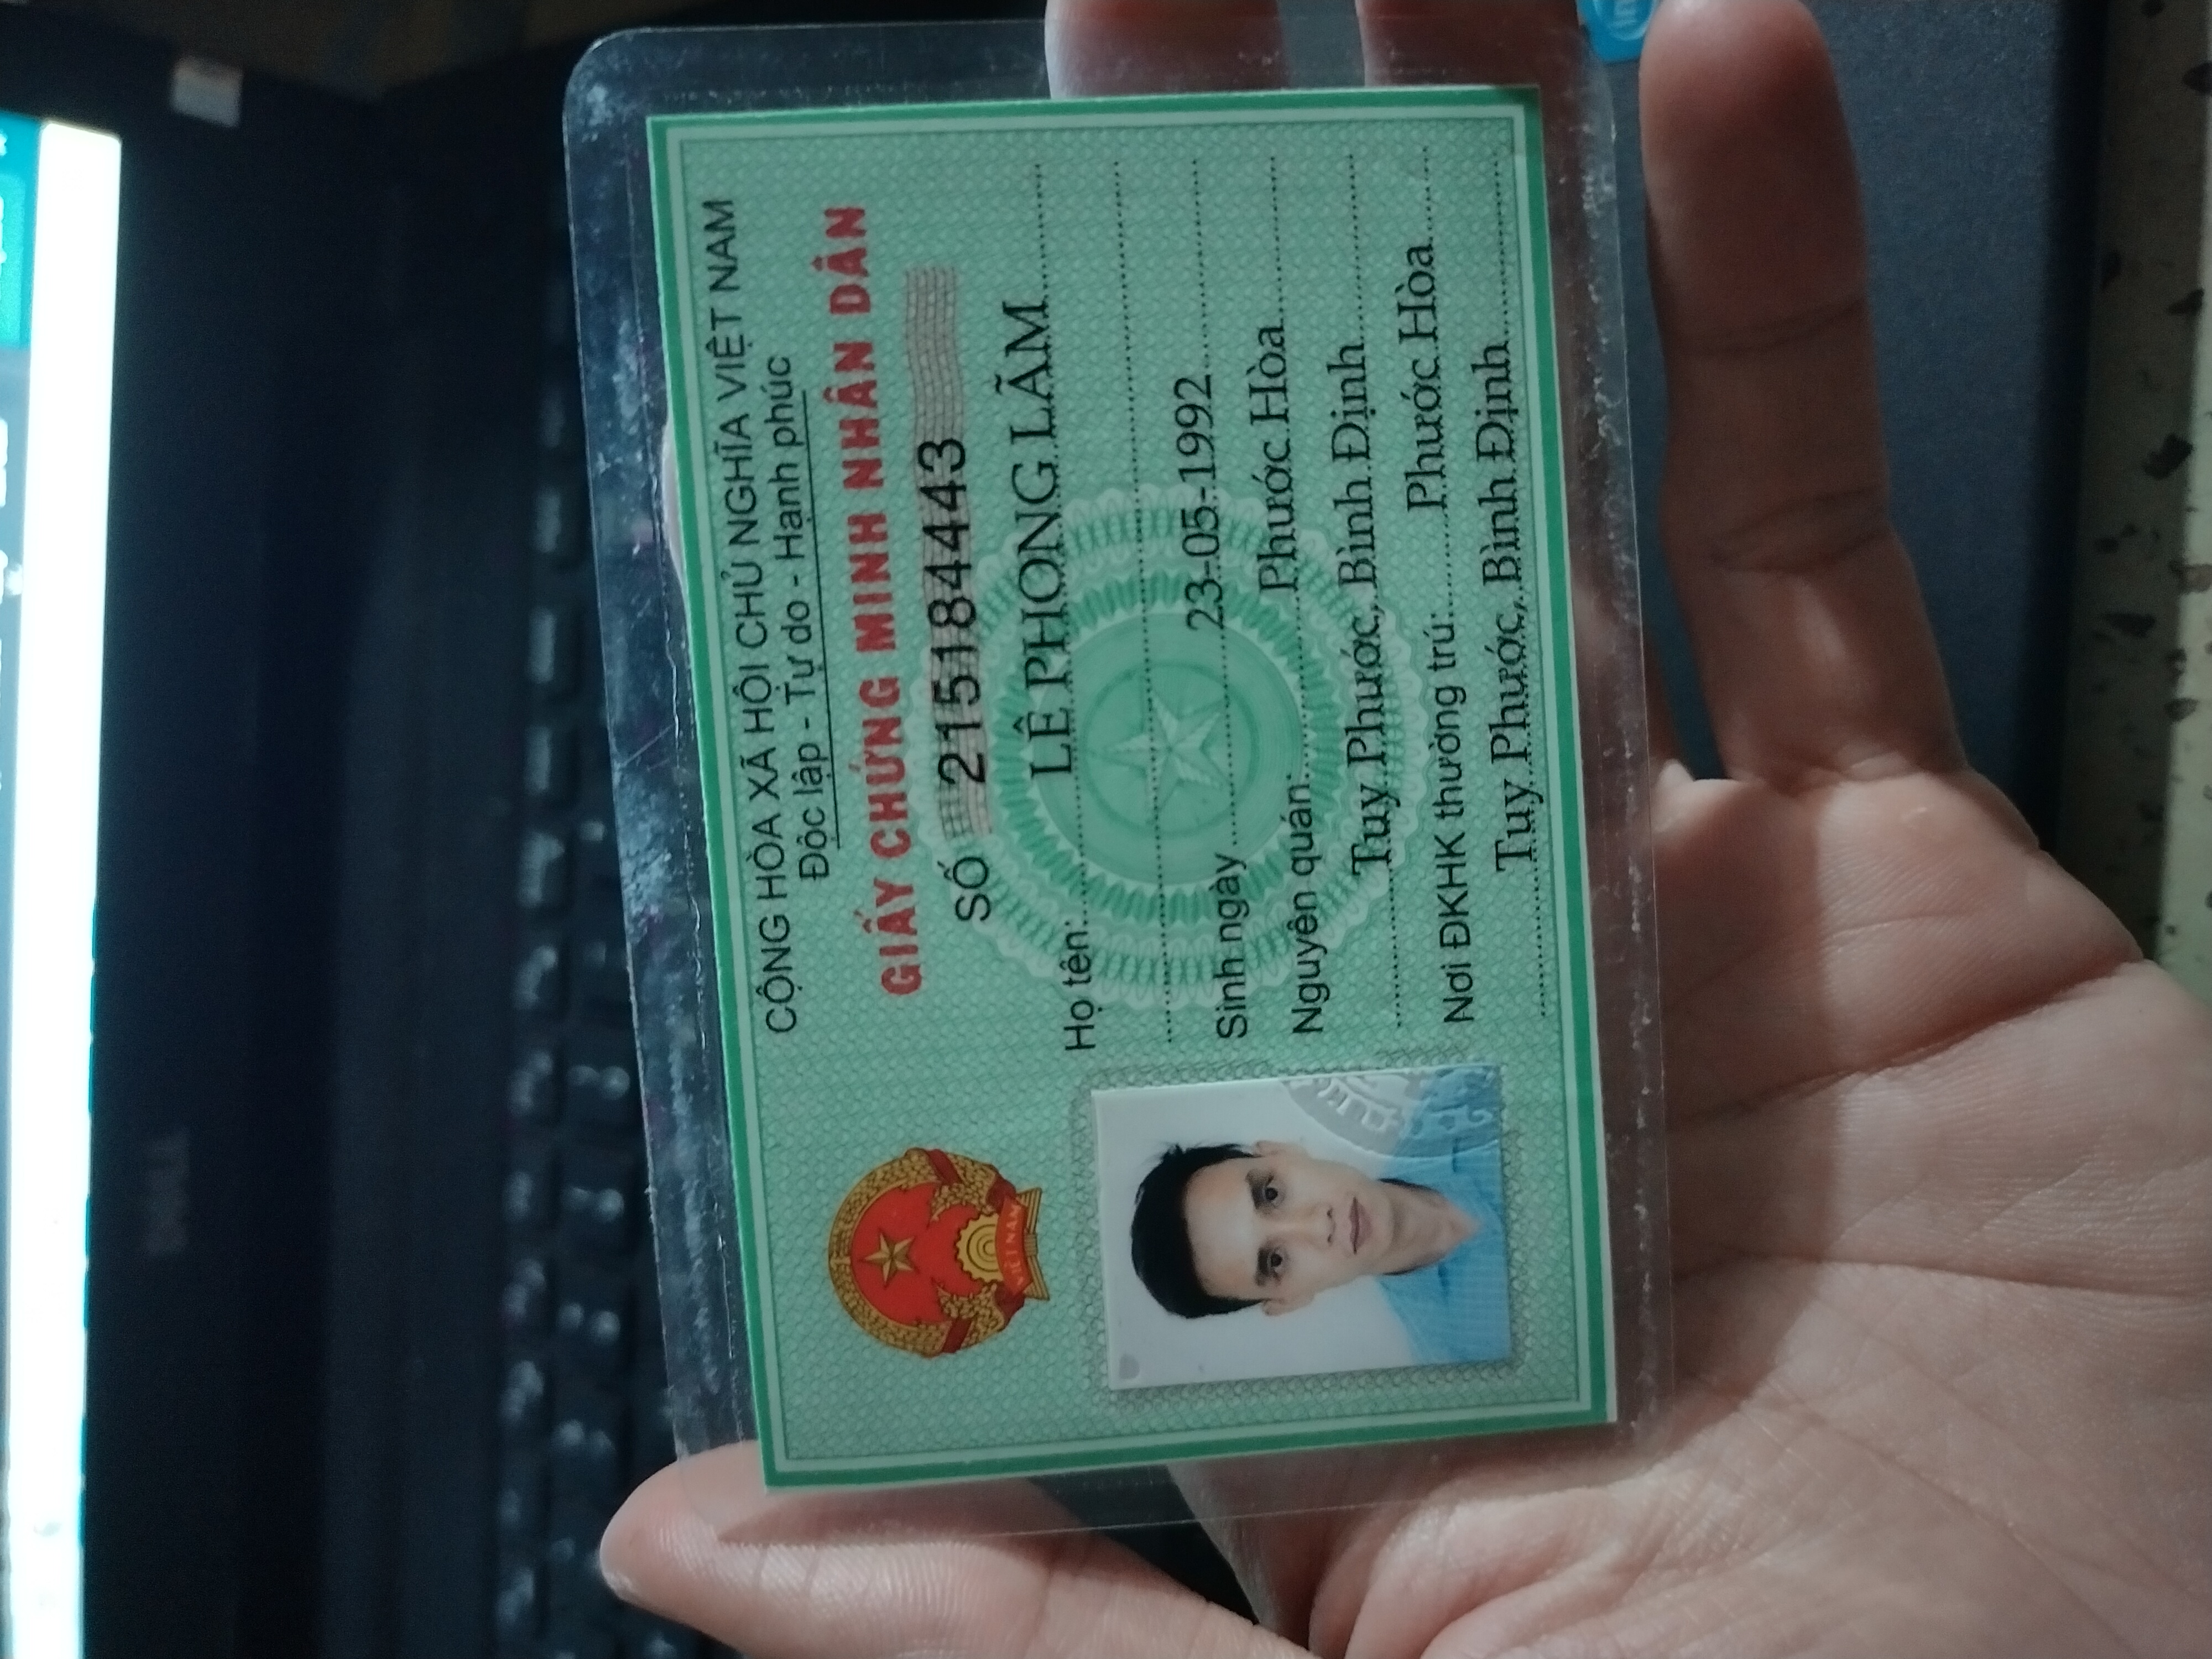 DELL
CỘNG HÒA XÃ HỘI CHỦ NGHĨA VIỆT NAM
Độc lập - Tự do - Hạnh phúc
GIẤY CHỨNG MINH NHÂN DÂN
SỐ 215184443
VIỆT NAM
Họ tên: LÊ PHONG LÃM
Sinh ngày 23-05-1992
Nguyên quán: Phước Hòa
Tuy Phước, Bình Định
Nơi ĐKHK thường trú: Phước Hòa
Tuy Phước, Bình Định